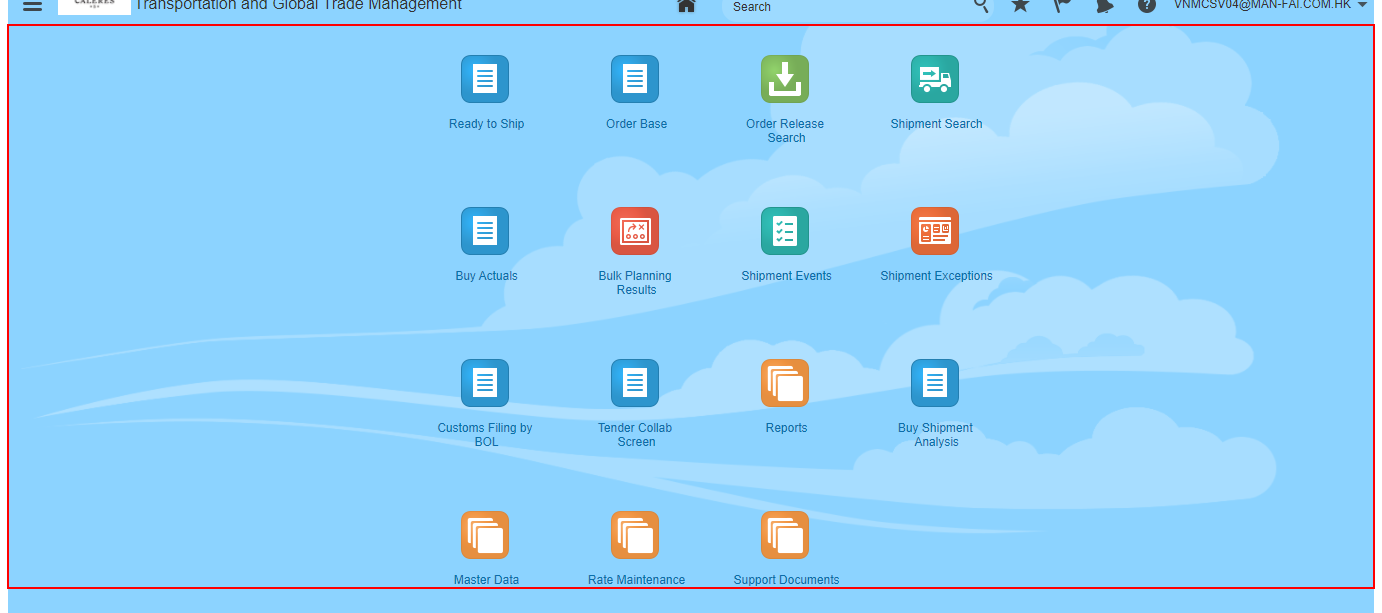 CALERES
Transportation and Global Trade Management
Search
VNMCSV04@MAN-FAI.COM.HK
Ready to Ship
Order Base
Order Release
Search
Shipment Search
Buy Actuals
Bulk Planning
Results
Shipment Events
Shipment Exceptions
Customs Filing by
BOL
Tender Collab
Screen
Reports
Buy Shipment
Analysis
Master Data
Rate Maintenance
Support Documents